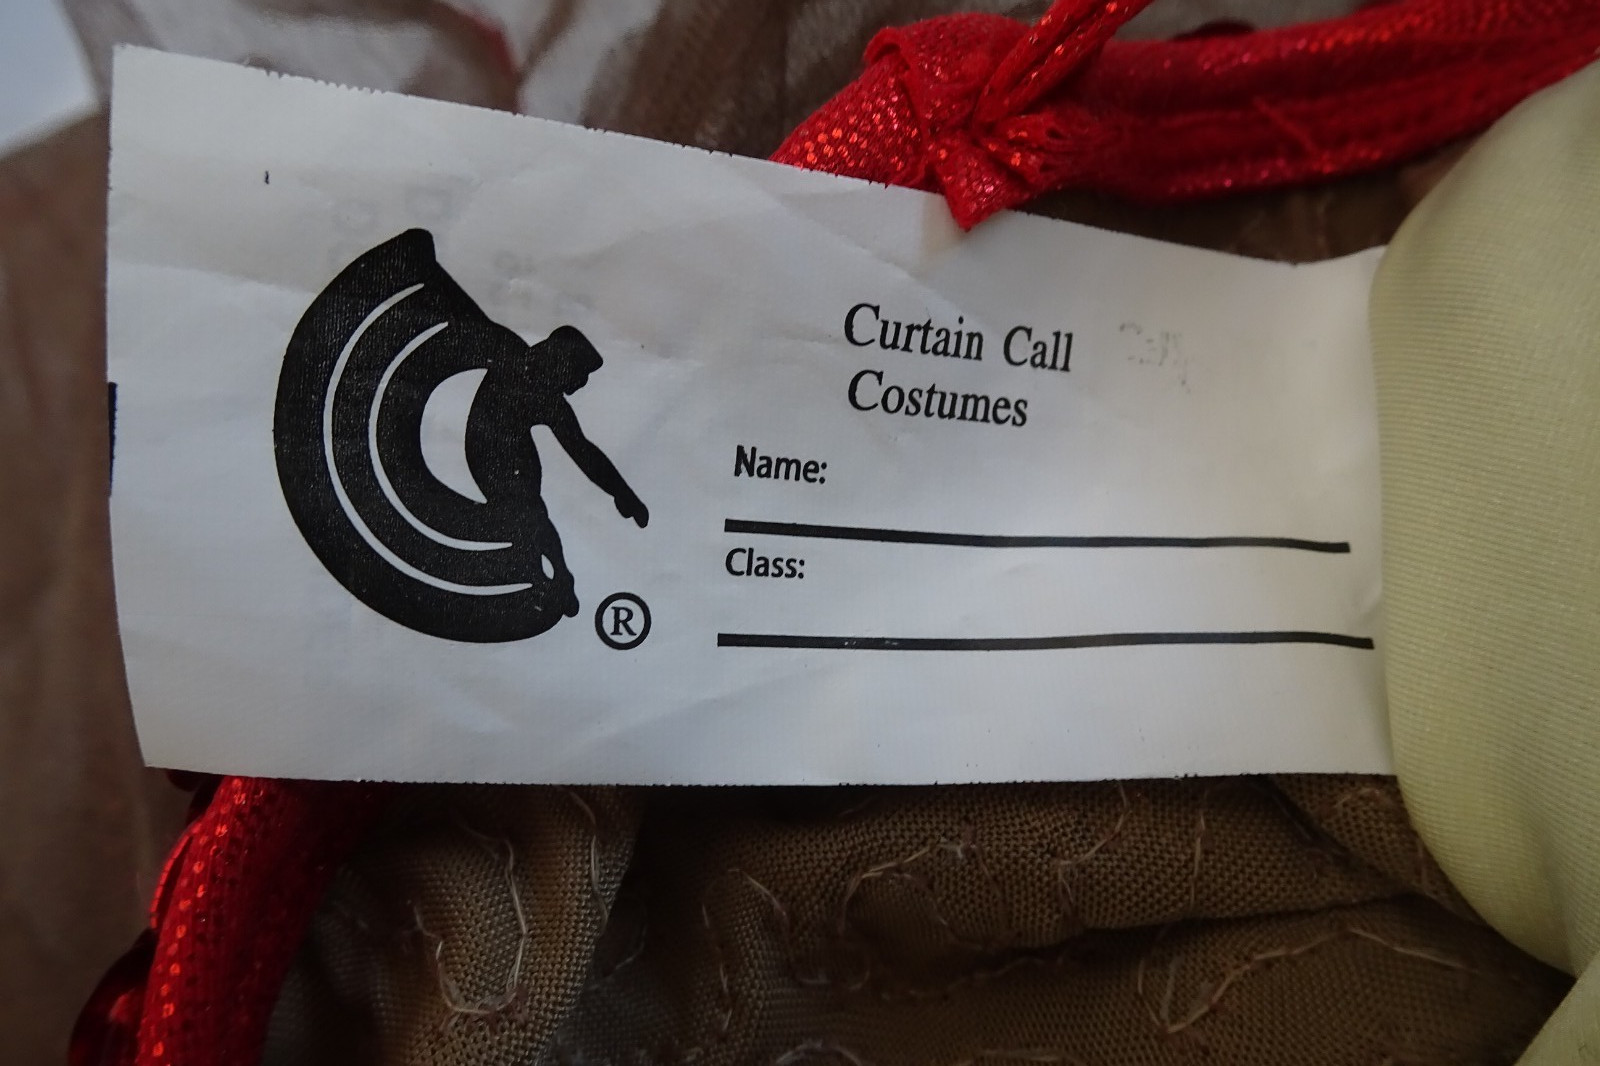 Curtain Call
Costumes
Name:
Class:
®